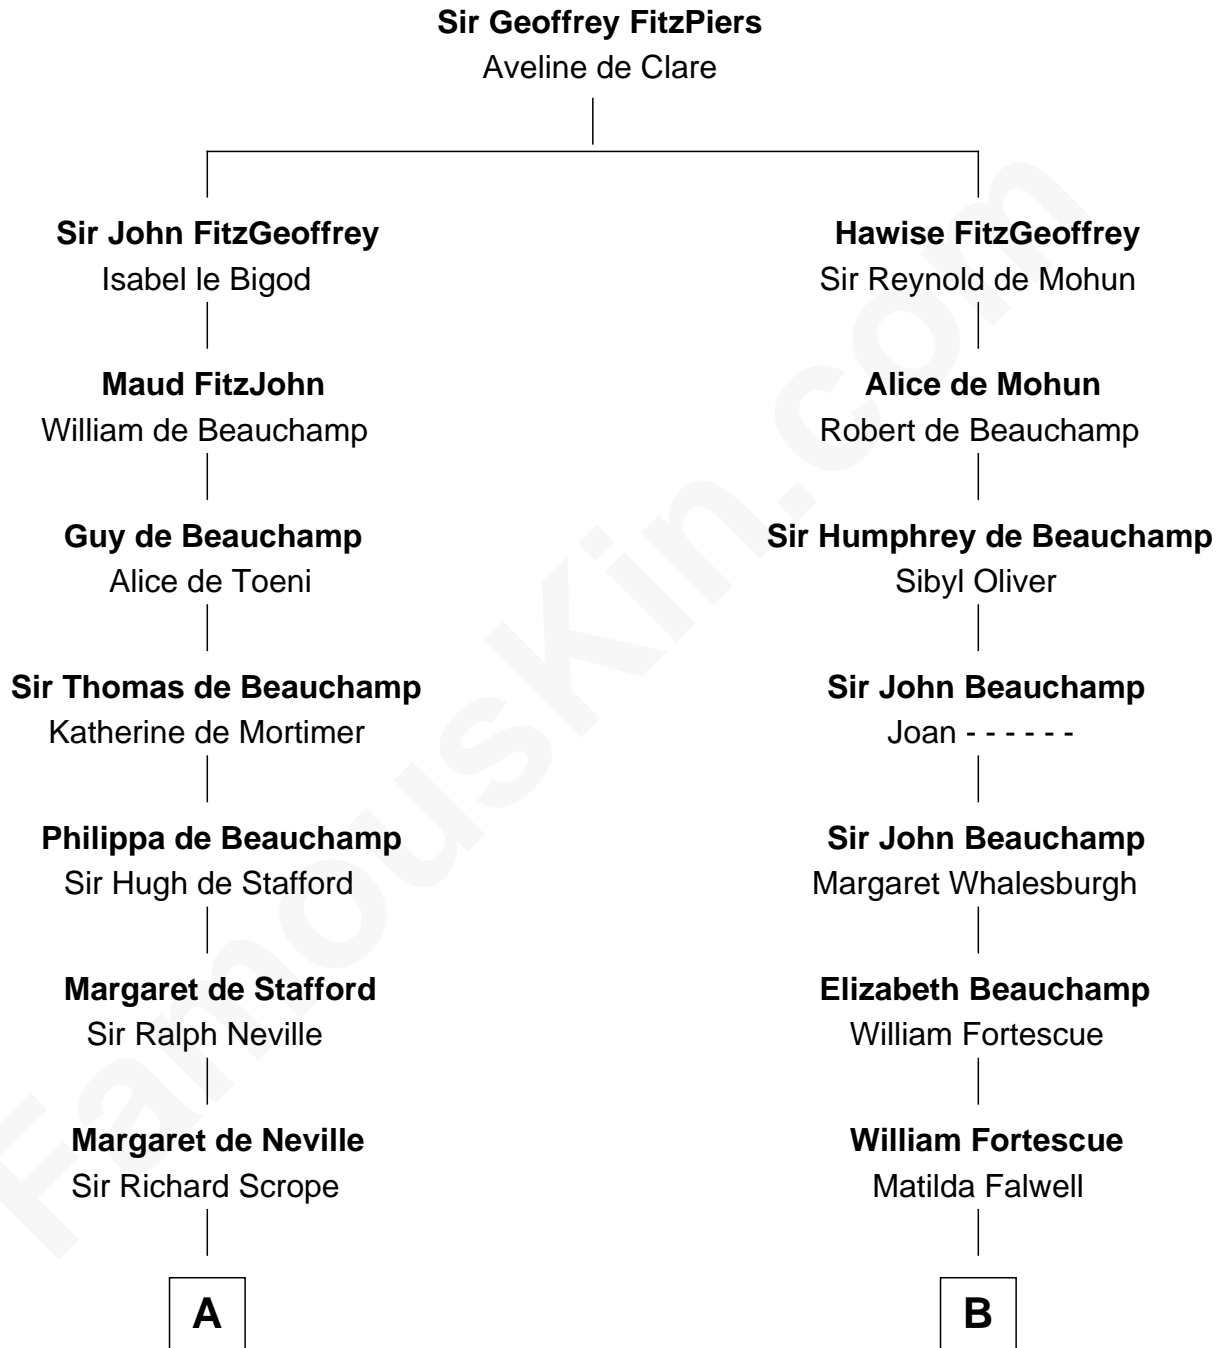 Sir Geoffrey FitzPiers
Aveline de Clare
Sir John FitzGeoffrey
Isabel le Bigod
Hawise FitzGeoffrey
Sir Reynold de Mohun
Maud FitzJohn
William de Beauchamp
Alice de Mohun
Robert de Beauchamp
Guy de Beauchamp
Alice de Toeni
Sir Humphrey de Beauchamp
Sibyl Oliver
Sir Thomas de Beauchamp
Katherine de Mortimer
Sir John Beauchamp
Joan - - - - - -
Philippa de Beauchamp
Sir Hugh de Stafford
Sir John Beauchamp
Margaret Whalesburgh
Margaret de Stafford
Sir Ralph Neville
Elizabeth Beauchamp
William Fortescue
Margaret de Neville
Sir Richard Scrope
William Fortescue
Matilda Falwell
A
B
FamousKin.com